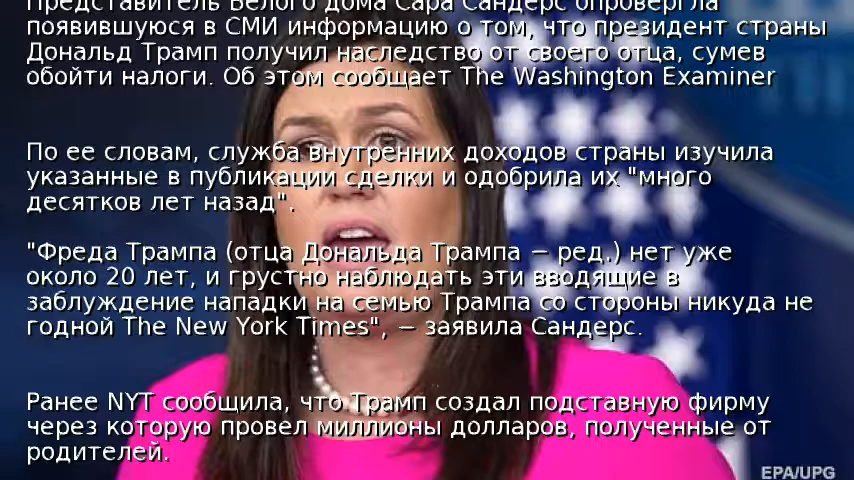 Представитель Белого дома Сара Сандерс опровергла
появившуюся в СМИ информацию о том, что президент страны
Дональд Трамп получил наследство от своего отца, сумев
обойти налоги. Об этом сообщает The Washington Examiner
По ее словам, служба внутренних доходов страны изучила
указанные в публикации сделки и одобрила их "много
десятков лет назад".
"Фреда Трампа (отца Дональда Трампа − ред.) нет уже
около 20 лет, и грустно наблюдать эти вводящие в
заблуждение нападки на семью Трампа со стороны никуда не
годной The New York Times", − заявила Сандерс.
Ранее NYT сообщила, что Трамп создал подставную фирму
через которую провел миллионы долларов, полученные от
родителей.
EPA/UPG